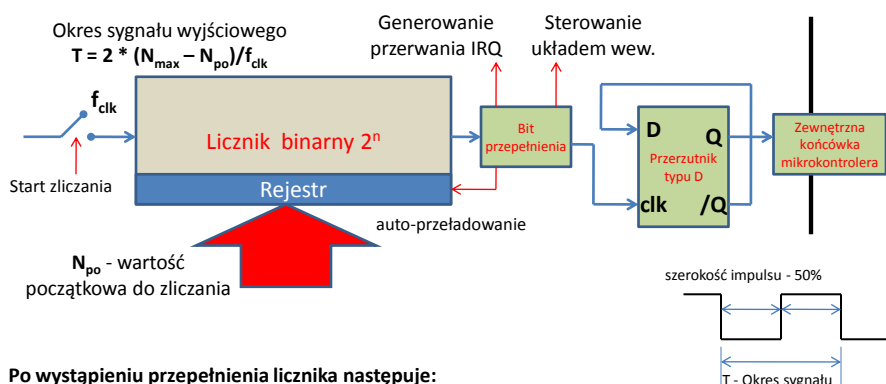 Okres sygnału wyjściowego
T = 2 * (Nmax – Npo)/fclk
Generowanie
przerwania IRQ
Sterowanie
układem wew.
fclk
Start zliczania
Licznik binarny 2ⁿ
Rejestr
Bit
przepełnienia
auto-przeładowanie
D
Q
Przerzutnik
typu D
clk
/Q
Zewnętrzna
końcówka
mikrokontrolera
Npo - wartość
początkowa do zliczania
szerokość impulsu - 50%
T - Okres sygnału
Po wystąpieniu przepełnienia licznika następuje: